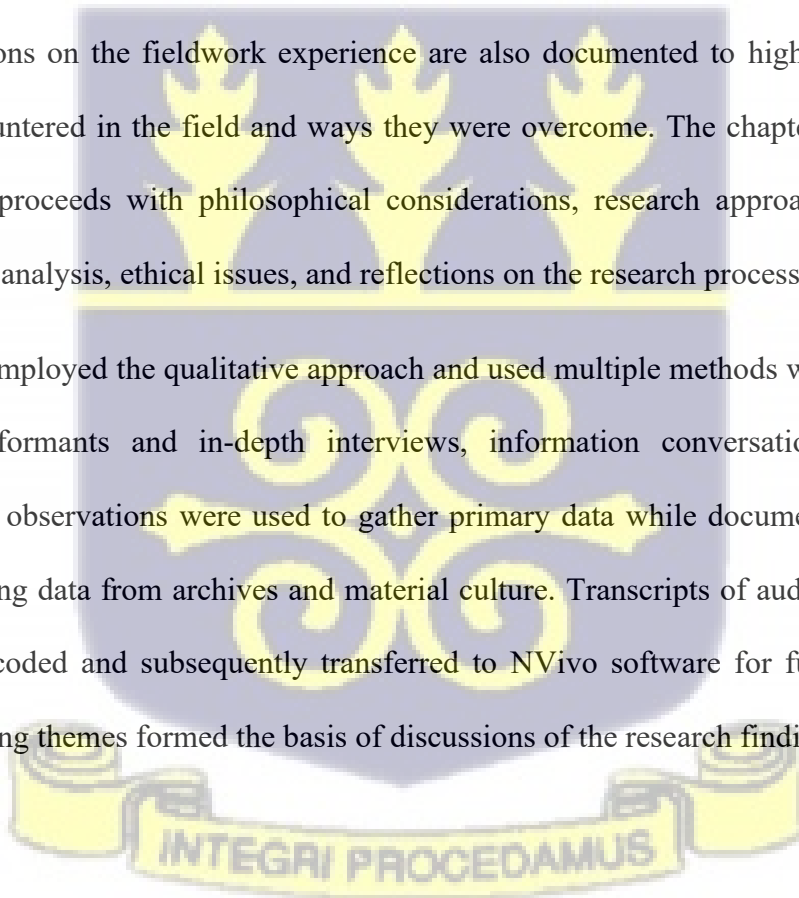 ons on the fieldwork experience are also documented to high
untered in the field and ways they were overcome. The chapte
proceeds with philosophical considerations, research approa
analysis, ethical issues, and reflections on the research process
mployed the qualitative approach and used multiple methods w
formants and in-depth interviews, information conversatio
observations were used to gather primary data while docume
ng data from archives and material culture. Transcripts of aud
coded and subsequently transferred to NVivo software for fu
ng themes formed the basis of discussions of the research findi
INTEGRI PROCEDAMUS